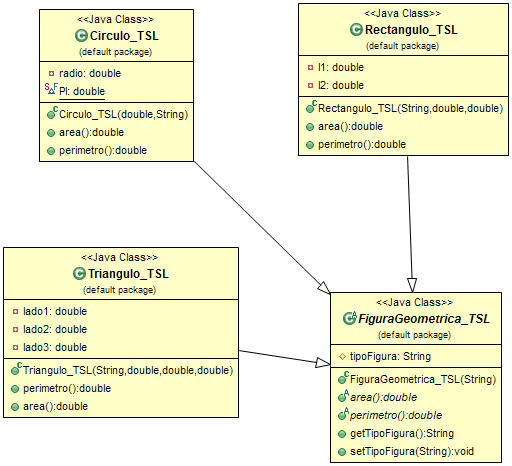 <<Java Class>>
Circulo_TSL
(default package)
radio: double
PI: double
Circulo_TSL(double,String)
area():double
perimetro():double
<<Java Class>>
Rectangulo_TSL
(default package)
l1: double
l2: double
Rectangulo_TSL(String,double,double)
area():double
perimetro():double
<<Java Class>>
Triangulo_TSL
(default package)
lado1: double
lado2: double
lado3: double
Triangulo_TSL(String,double,double,double)
perimetro():double
area():double
<<Java Class>>
FiguraGeometrica_TSL
(default package)
tipoFigura: String
FiguraGeometrica_TSL(String)
area():double
perimetro():double
getTipoFigura():String
setTipoFigura(String):void